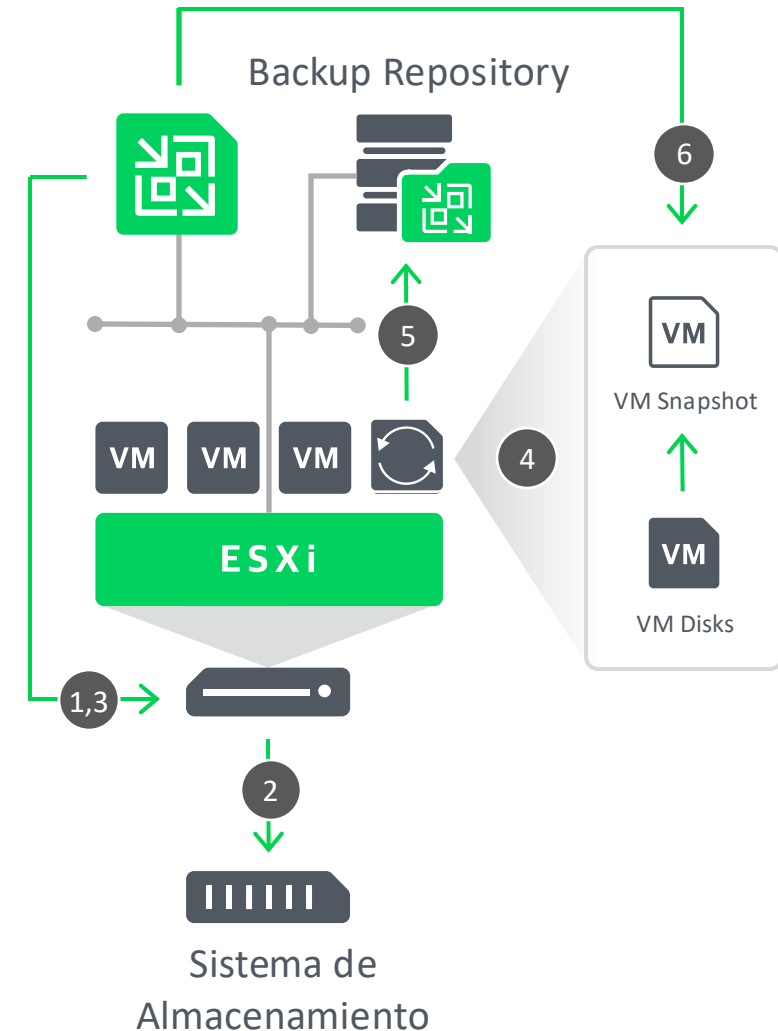 Backup Repository
6
5
VM
VM Snapshot
VM
VM
VM
4
ESXi
VM
VM Disks
1,3
2
Sistema de
Almacenamiento